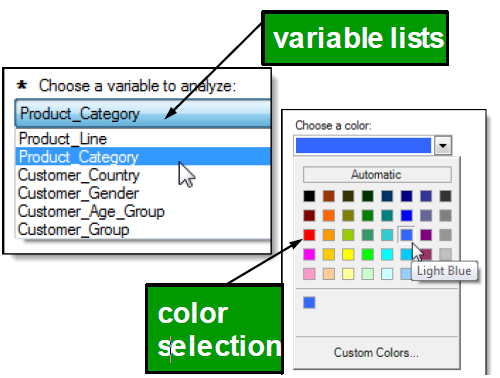 variable lists
* Choose a variable to analyze:
Product_Category
Product_Line
Product_Category
Customer_Country
Customer_Gender
Customer_Age_Group
Customer_Group
Choose a color:
Automatic
Light Blue
Custom Colors...
color
selection